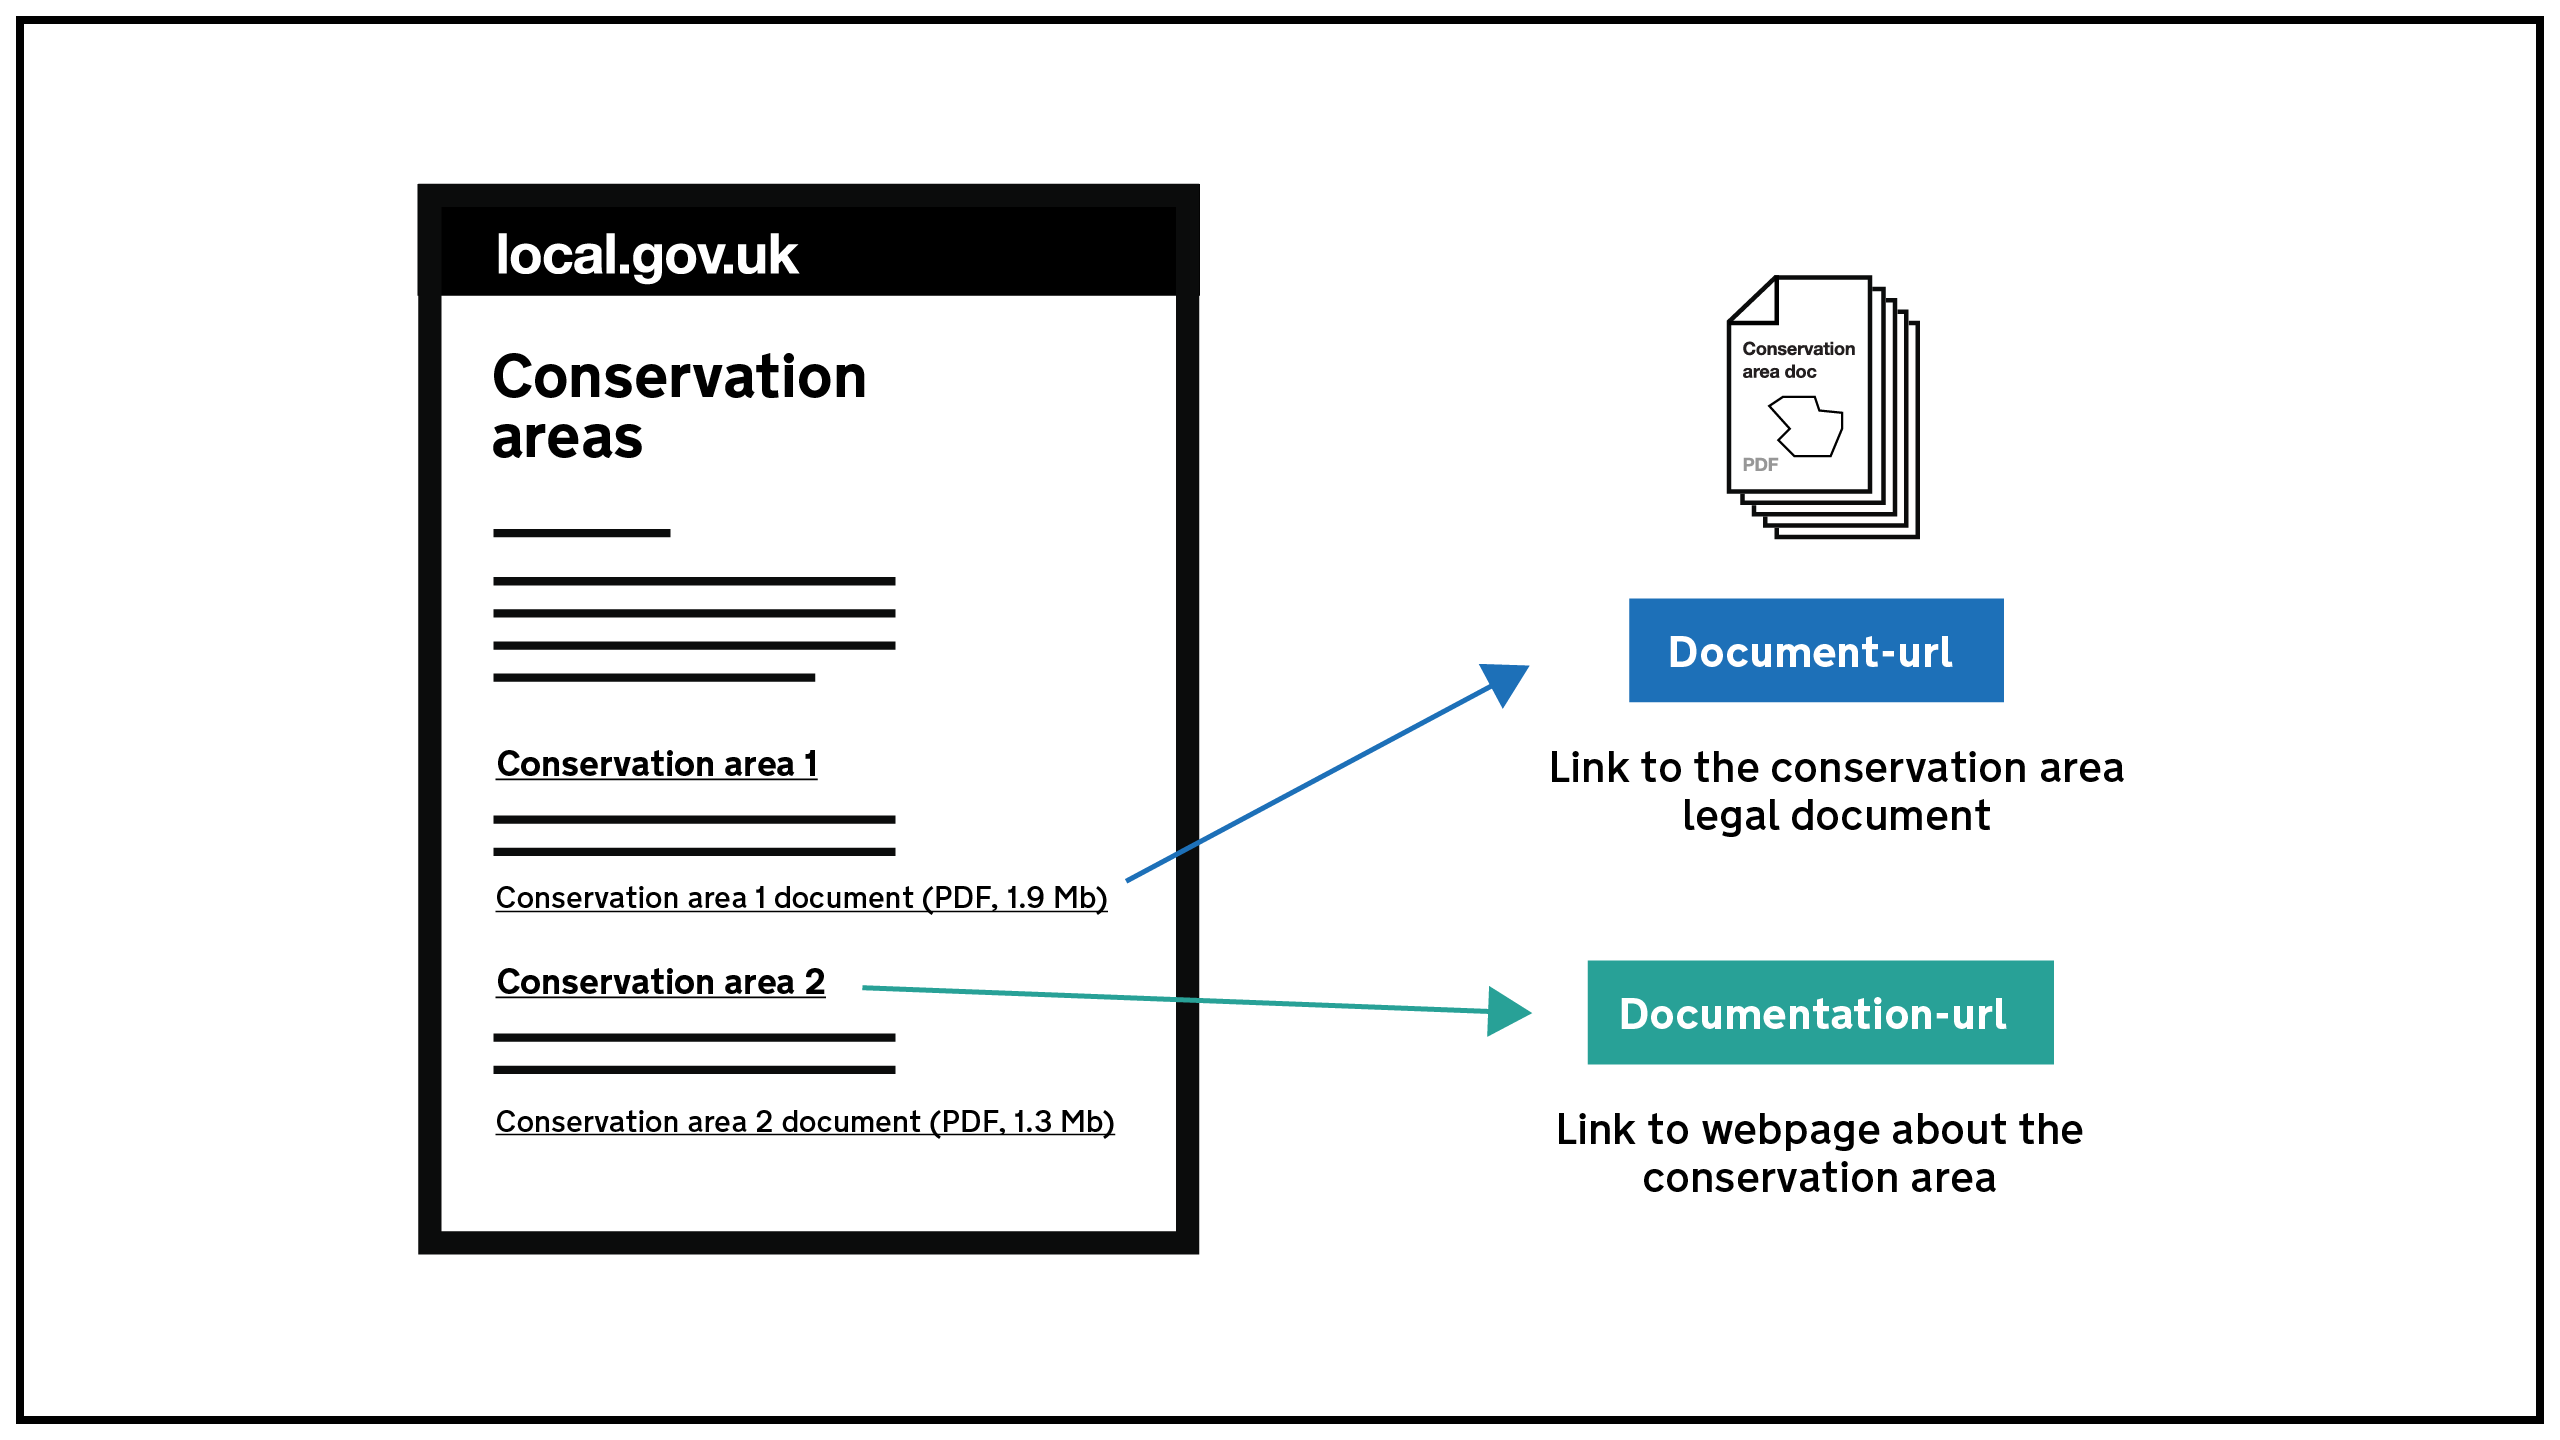 local.gov.uk
Conservation
areas
Conservation area 1
Conservation area 1 document (PDF, 1.9 Mb)
Conservation area 2
Conservation area 2 document (PDF, 1.3 Mb)
Conservation
area doc
PDF
Document-url
Link to the conservation area
legal document
Documentation-url
Link to webpage about the
conservation area